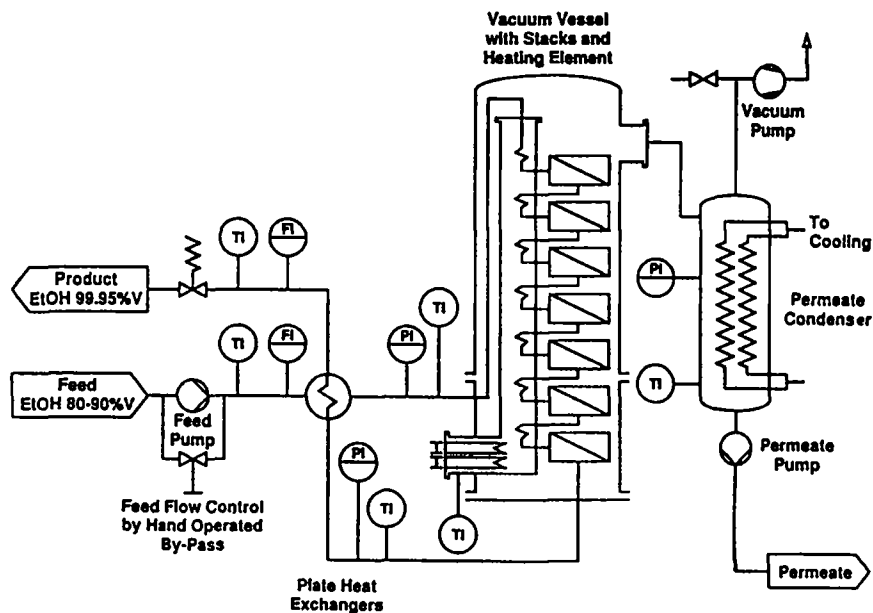 Vacuum Vessel
with Stacks and
Heating Element
Vacuum
Pump
TI
FI
To
Cooling
Product
EtOH 99.95%V
PI
Permeate
Condenser
TI
PI
TI
FI
TI
Feed
EtOH 80-90%V
Feed
Pump
PI
Permeate
Pump
TI
TI
Feed Flow Control
by Hand Operated
By-Pass
Permeate
Plate Heat
Exchangers